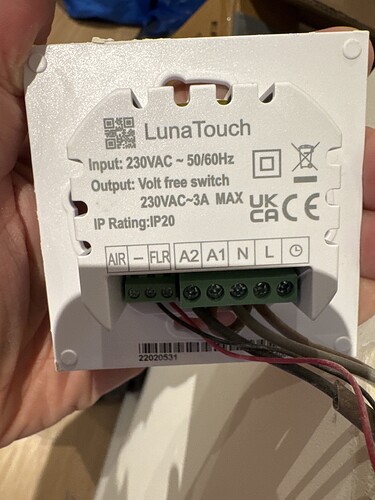 LunaTouch
Input: 230VAC ~ 50/60Hz
Output: Volt free switch
230VAC~3A MAX
IP Rating:IP20
UK
CA CE
AIR – FLR A2 A1 N L
22020531